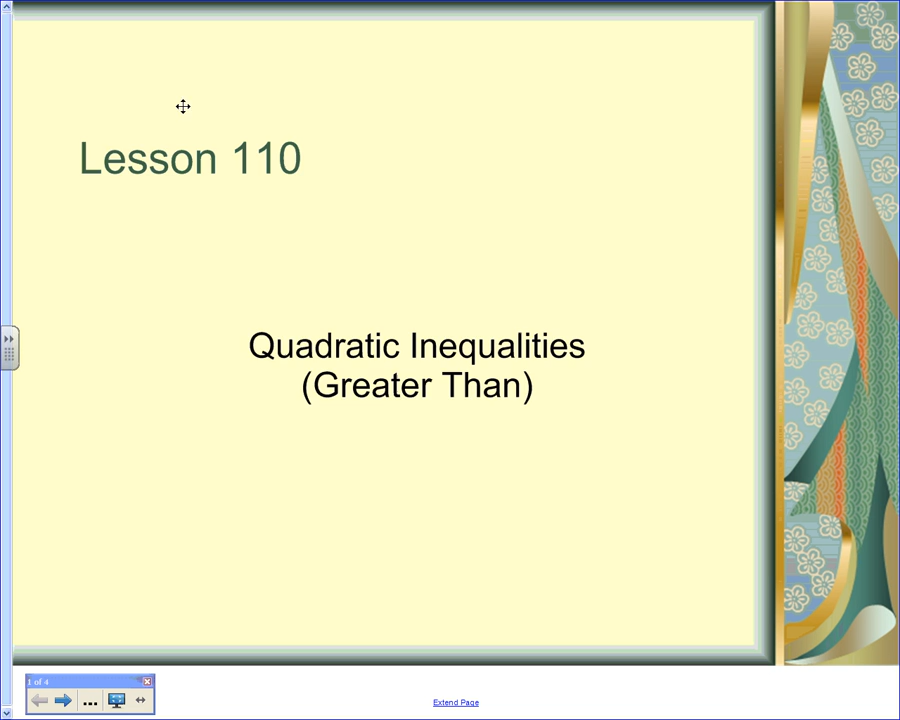 Lesson 110
Quadratic Inequalities
(Greater Than)
1 of 4
...
Extend Page